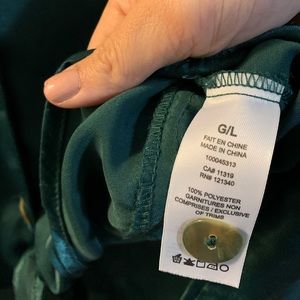 G/L
FAIT EN CHINE
MADE IN CHINA
100045313
CA# 11319
RN# 121340
100% POLYESTER
GARNITURES NON
COMPRISES / EXCLUSIVE
OF TRIMS